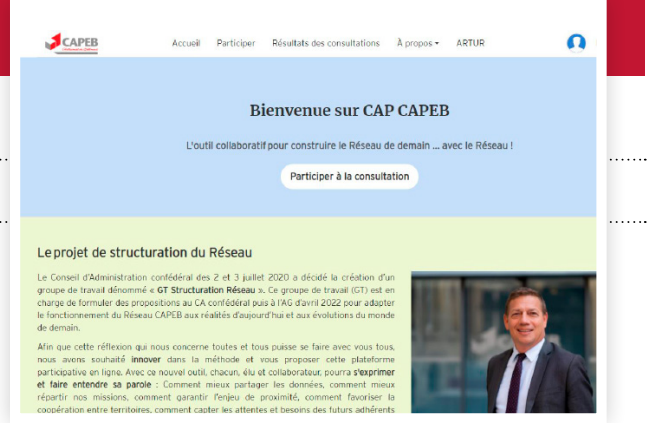 CAPEB
Accueil Participer Résultats des consultations À propos ARTUR
Bienvenue sur CAP CAPEB
L'outil collaboratif pour construire le Réseau de demain ... avec le Réseau !
Participer à la consultation
Le projet de structuration du Réseau
Le Conseil d'Administration confédéral des 2 et 3 juillet 2020 a décidé la création d'un
groupe de travail dénommé « GT Structuration Réseau ». Ce groupe de travail (GT) est en
charge de formuler des propositions au CA confédéral puis à l'AG d'avril 2022 pour adapter
le fonctionnement du Réseau CAPEB aux réalités d'aujourd'hui et aux évolutions du monde
de demain.
Afin que cette réflexion qui nous concerne toutes et tous puisse se faire avec vous tous,
nous avons souhaité innover dans la méthode et vous proposer cette plateforme
participative en ligne. Avec ce nouvel outil, chacun, élu et collaborateur, pourra s'exprimer
et faire entendre sa parole : Comment mieux partager les données, comment mieux
répartir nos missions, comment garantir l'enjeu de proximité, comment favoriser la
coopération entre territoires, comment capter les attentes et besoins des futurs adhérents